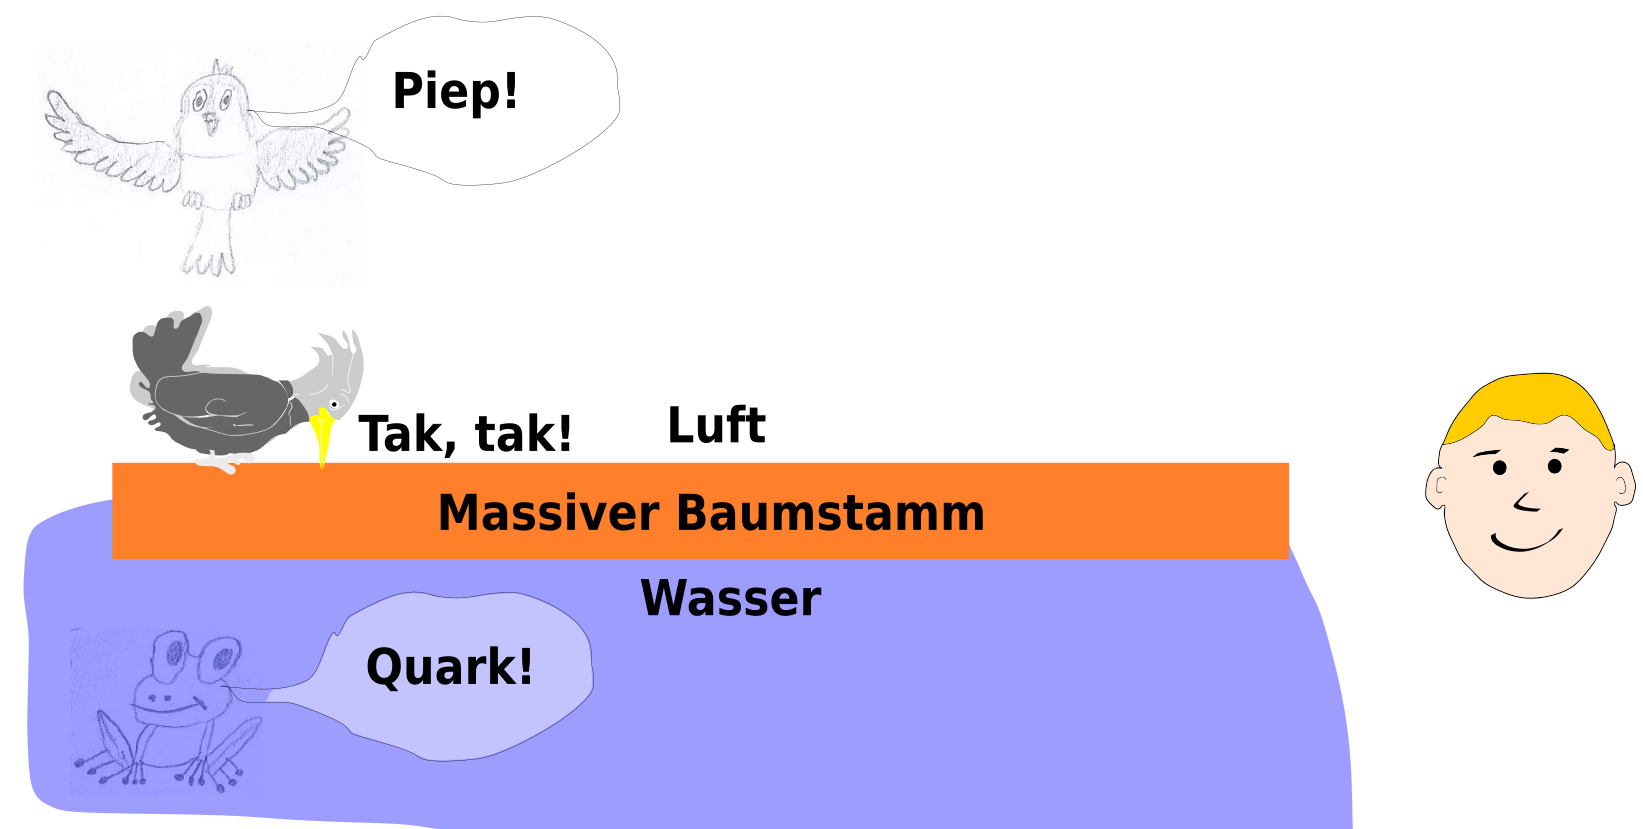 Piep!
Tak, tak!
Luft
Massiver Baumstamm
Wasser
Quark!